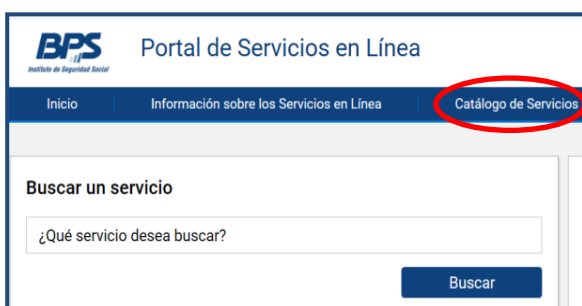 BPS
Instituto de Seguridad Social
Portal de Servicios en Línea
Inicio
Información sobre los Servicios en Línea
Catálogo de Servicios
Buscar un servicio
¿Qué servicio desea buscar?
Buscar